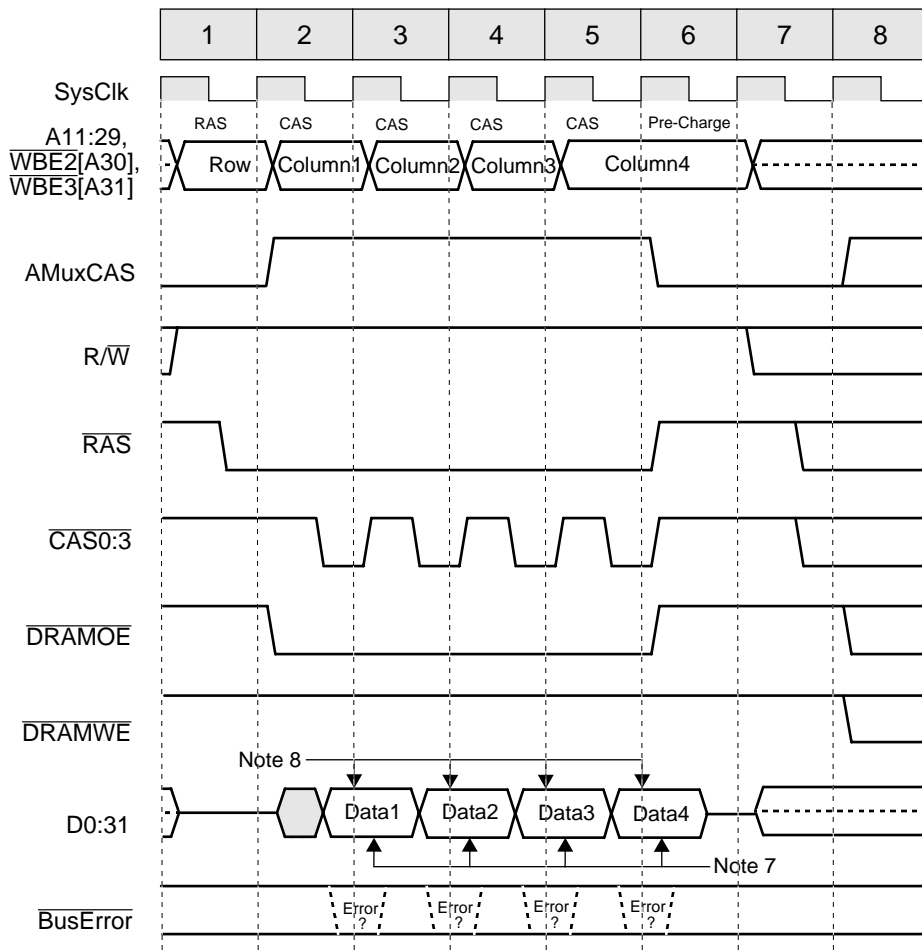 1 2 3 4 5 6 7 8
SysClk
RAS CAS CAS CAS CAS Pre-Charge
A11:29,
WBE2[A30],
WBE3[A31]
Row Column1 Column2 Column3 Column4
AMuxCAS
R/W
RAS
CAS0:3
DRAMOE
DRAMWE
Note 8
D0:31
Data1 Data2 Data3 Data4
Note 7
BusError
Error ? Error ? Error ? Error ?